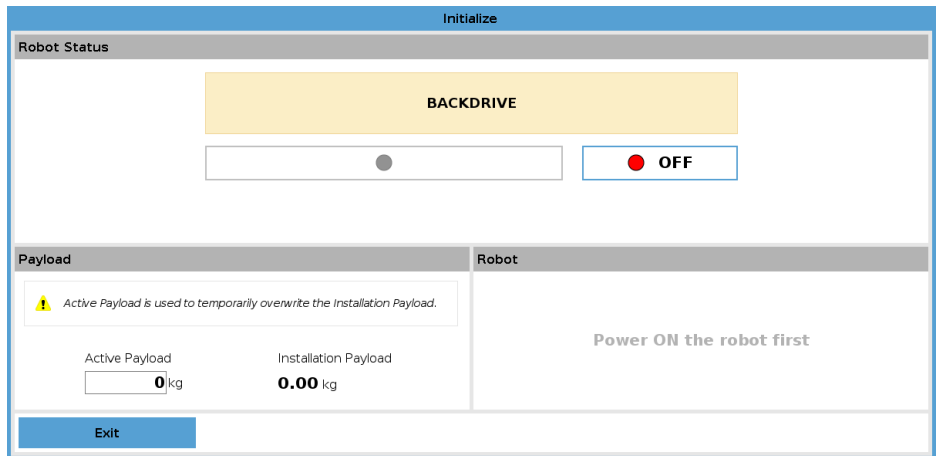 Initialize
Robot Status
BACKDRIVE
OFF
Payload
Robot
Active Payload is used to temporarily overwrite the Installation Payload.
Power ON the robot first
Active Payload
Installation Payload
0 kg
0.00 kg
Exit